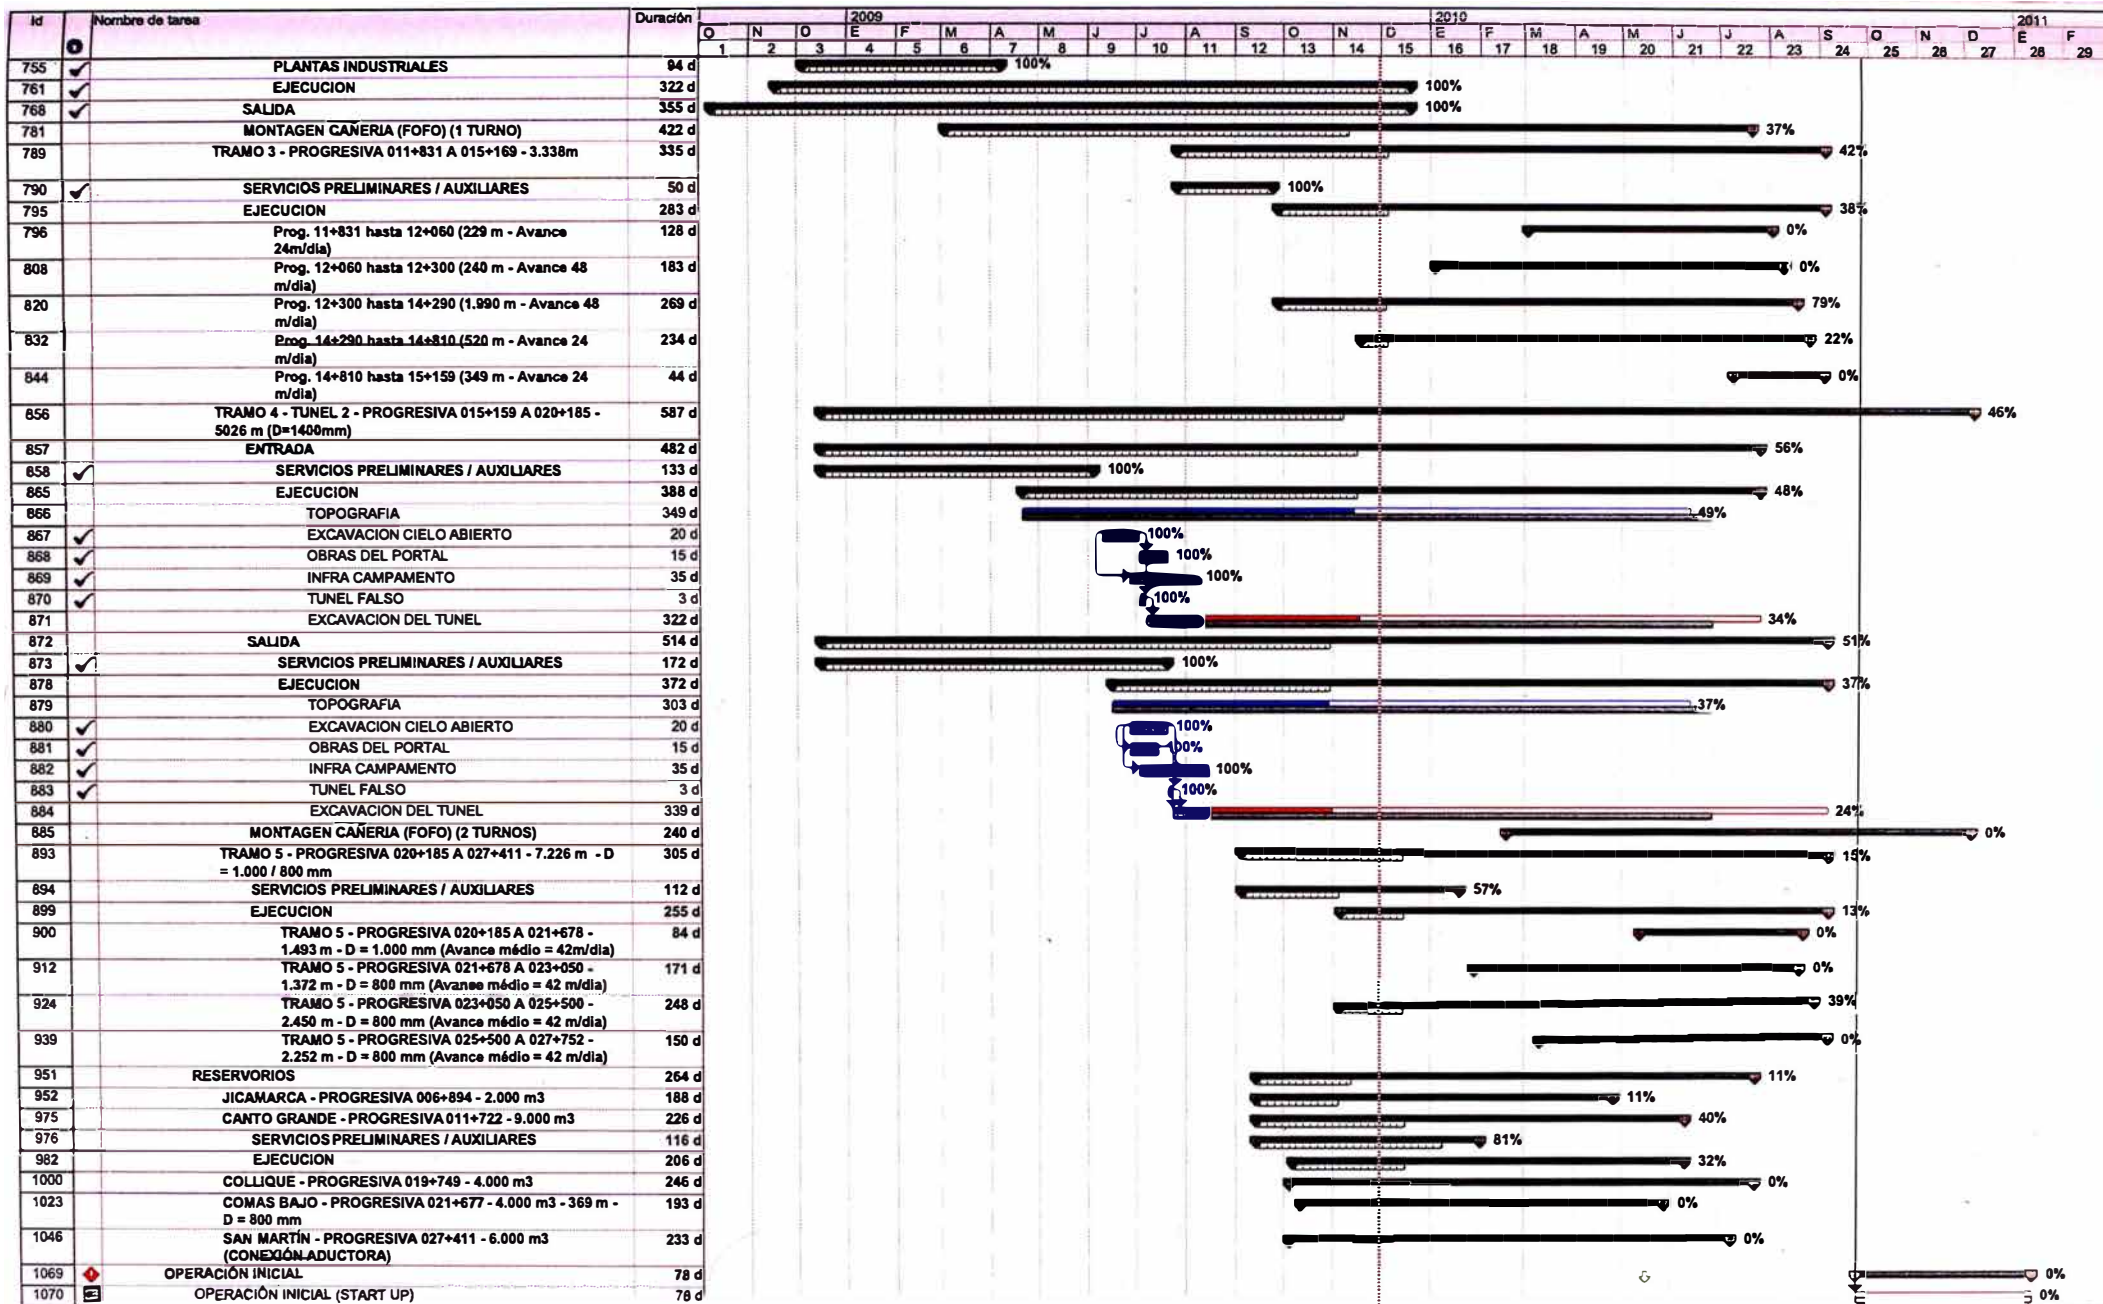 Id Nombre de tarea Duración 2009 2010 2011
O N D E F M A M J J A S O N D E F M A M J J A S O N D E F
1 2 3 4 5 6 7 8 9 10 11 12 13 14 15 16 17 18 19 20 21 22 23 24 25 26 27 28 29
755 PLANTAS INDUSTRIALES 94 d 100%
761 EJECUCION 322 d 100%
768 SALIDA 355 d 100%
781 MONTAGEN CAÑERIA (FOFO) (1 TURNO) 422 d 37%
789 TRAMO 3 - PROGRESIVA 011+831 A 015+169 - 3.338m 335 d 42%
790 SERVICIOS PRELIMINARES / AUXILIARES 50 d 100%
795 EJECUCION 283 d 38%
796 Prog. 11+831 hasta 12+060 (229 m - Avance 128 d 0%
24m/dia)
808 Prog. 12+060 hasta 12+300 (240 m - Avance 48 183 d 0%
m/dia)
820 Prog. 12+300 hasta 14+290 (1.990 m - Avance 48 269 d 79%
m/dia)
832 Prog. 14+290 hasta 14+810 (520 m - Avance 24 234 d 22%
m/dia)
844 Prog. 14+810 hasta 15+159 (349 m - Avance 24 44 d 0%
m/dia)
856 TRAMO 4 - TUNEL 2 - PROGRESIVA 015+159 A 020+185 - 587 d 46%
5026 m (D=1400mm)
857 ENTRADA 482 d 56%
858 SERVICIOS PRELIMINARES / AUXILIARES 133 d 100%
865 EJECUCION 388 d 48%
866 TOPOGRAFIA 349 d 49%
867 EXCAVACION CIELO ABIERTO 20 d 100%
868 OBRAS DEL PORTAL 15 d 100%
869 INFRA CAMPAMENTO 35 d 100%
870 TUNEL FALSO 3 d 100%
871 EXCAVACION DEL TUNEL 322 d 34%
872 SALIDA 514 d 51%
873 SERVICIOS PRELIMINARES / AUXILIARES 172 d 100%
878 EJECUCION 372 d 37%
879 TOPOGRAFIA 303 d 37%
880 EXCAVACION CIELO ABIERTO 20 d 100%
881 OBRAS DEL PORTAL 15 d 100%
882 INFRA CAMPAMENTO 35 d 100%
883 TUNEL FALSO 3 d 100%
884 EXCAVACION DEL TUNEL 339 d 24%
885 MONTAGEN CAÑERIA (FOFO) (2 TURNOS) 240 d 0%
893 TRAMO 5 - PROGRESIVA 020+185 A 027+411 - 7.226 m - D 305 d 15%
= 1.000 / 800 mm
894 SERVICIOS PRELIMINARES / AUXILIARES 112 d 57%
899 EJECUCION 255 d 13%
900 TRAMO 5 - PROGRESIVA 020+185 A 021+678 - 84 d 0%
1.493 m - D = 1.000 mm (Avance médio = 42m/dia)
912 TRAMO 5 - PROGRESIVA 021+678 A 023+050 - 171 d 0%
1.372 m - D = 800 mm (Avance médio = 42 m/dia)
924 TRAMO 5 - PROGRESIVA 023+050 A 025+500 - 248 d 39%
2.450 m - D = 800 mm (Avance médio = 42 m/dia)
939 TRAMO 5 - PROGRESIVA 025+500 A 027+752 - 150 d 0%
2.252 m - D = 800 mm (Avance médio = 42 m/dia)
951 RESERVORIOS 264 d 11%
952 JICAMARCA - PROGRESIVA 006+894 - 2.000 m3 188 d 11%
975 CANTO GRANDE - PROGRESIVA 011+722 - 9.000 m3 226 d 40%
976 SERVICIOS PRELIMINARES / AUXILIARES 116 d 81%
982 EJECUCION 206 d 32%
1000 COLLIQUE - PROGRESIVA 019+749 - 4.000 m3 246 d 0%
1023 COMAS BAJO - PROGRESIVA 021+677 - 4.000 m3 - 369 m - 193 d 0%
D = 800 mm
1046 SAN MARTÍN - PROGRESIVA 027+411 - 6.000 m3 233 d 0%
(CONEXIÓN ADUCTORA)
1069 OPERACIÓN INICIAL 78 d 0%
1070 OPERACIÓN INICIAL (START UP) 78 d 0%